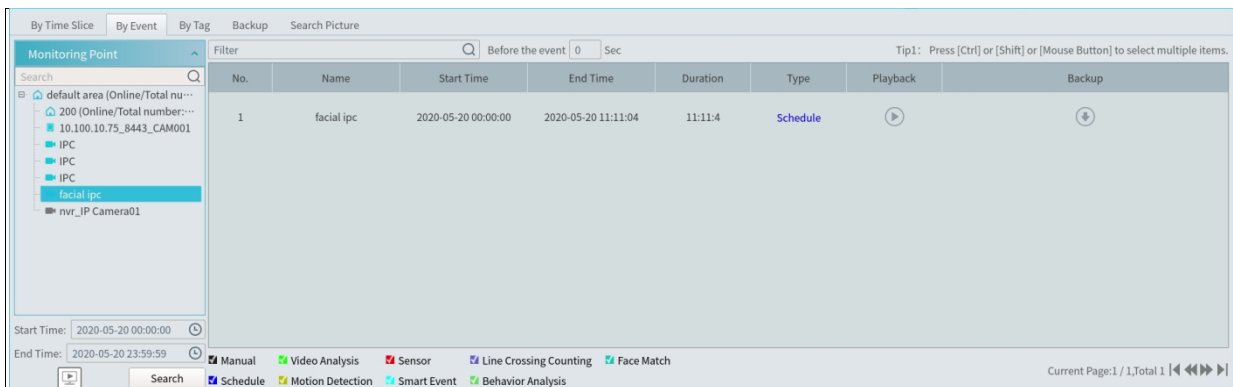 By Time Slice By Event By Tag Backup Search Picture
Monitoring Point
Filter Before the event 0 Sec Tip1: Press [Ctrl] or [Shift] or [Mouse Button] to select multiple items.
Search
No. Name Start Time End Time Duration Type Playback Backup
default area (Online/Total nu···
200 (Online/Total number:···
10.100.10.75_8443_CAM001
IPC
IPC
IPC
facial ipc
nvr_IP Camera01
1 facial ipc 2020-05-20 00:00:00 2020-05-20 11:11:04 11:11:4 Schedule
Start Time: 2020-05-20 00:00:00
End Time: 2020-05-20 23:59:59
Search
Manual Video Analysis Sensor Line Crossing Counting Face Match
Schedule Motion Detection Smart Event Behavior Analysis
Current Page:1 / 1,Total 1